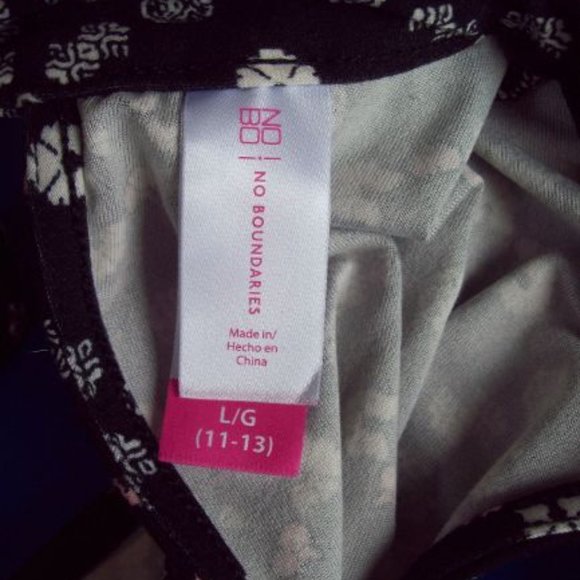 NO
BO
NO BOUNDARIES
Made in/
Hecho en
China
L/G
(11-13)